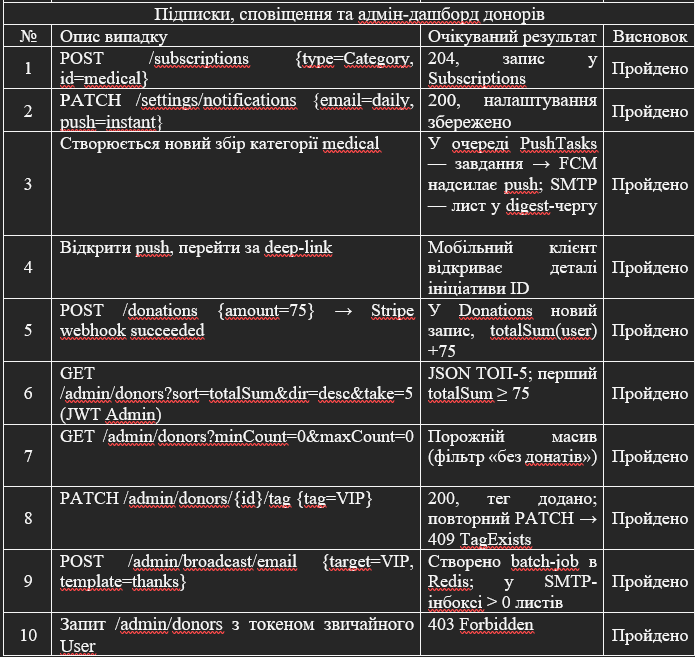 Підписки, сповіщення та адмін-дашборд донорів
№ Опис випадку Очікуваний результат Висновок
1 POST /subscriptions {type=Category, 204, запис у Пройдено
id=medical} Subscriptions
2 PATCH /settings/notifications {email=daily, 200, налаштування Пройдено
push=instant} збережено
3 Створюється новий збір категорії medical У очереді PushTasks Пройдено
— завдання → FCM
надсилає push; SMTP
— лист у digest-чергу
4 Відкрити push, перейти за deep-link Мобільний клієнт Пройдено
відкриває деталі
ініціативи ID
5 POST /donations {amount=75} → Stripe У Donations новий Пройдено
webhook succeeded запис, totalSum(user)
+75
6 GET JSON ТОП-5; перший Пройдено
/admin/donors?sort=totalSum&dir=desc&take=5 totalSum ≥ 75
(JWT Admin)
7 GET /admin/donors?minCount=0&maxCount=0 Порожній масив Пройдено
(фільтр «без донатів»)
8 PATCH /admin/donors/{id}/tag {tag=VIP} 200, тег додано; Пройдено
повторний PATCH →
409 TagExists
9 POST /admin/broadcast/email {target=VIP, Створено batch-job в Пройдено
template=thanks} Redis; у SMTP-
інбоксі > 0 листів
10 Запит /admin/donors з токеном звичайного 403 Forbidden Пройдено
User